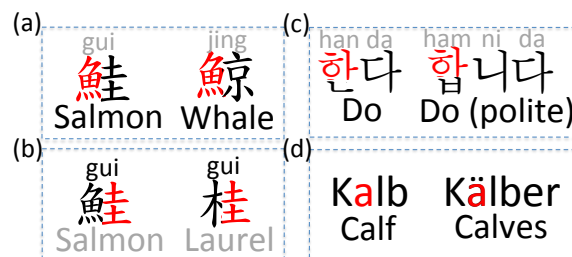 (a)
gui jing
鮭 鯨
Salmon Whale
(b)
gui gui
鮭 桂
Salmon Laurel
(c)
han da ham ni da
한다 합니다
Do Do (polite)
(d)
Kalb Kälber
Calf Calves